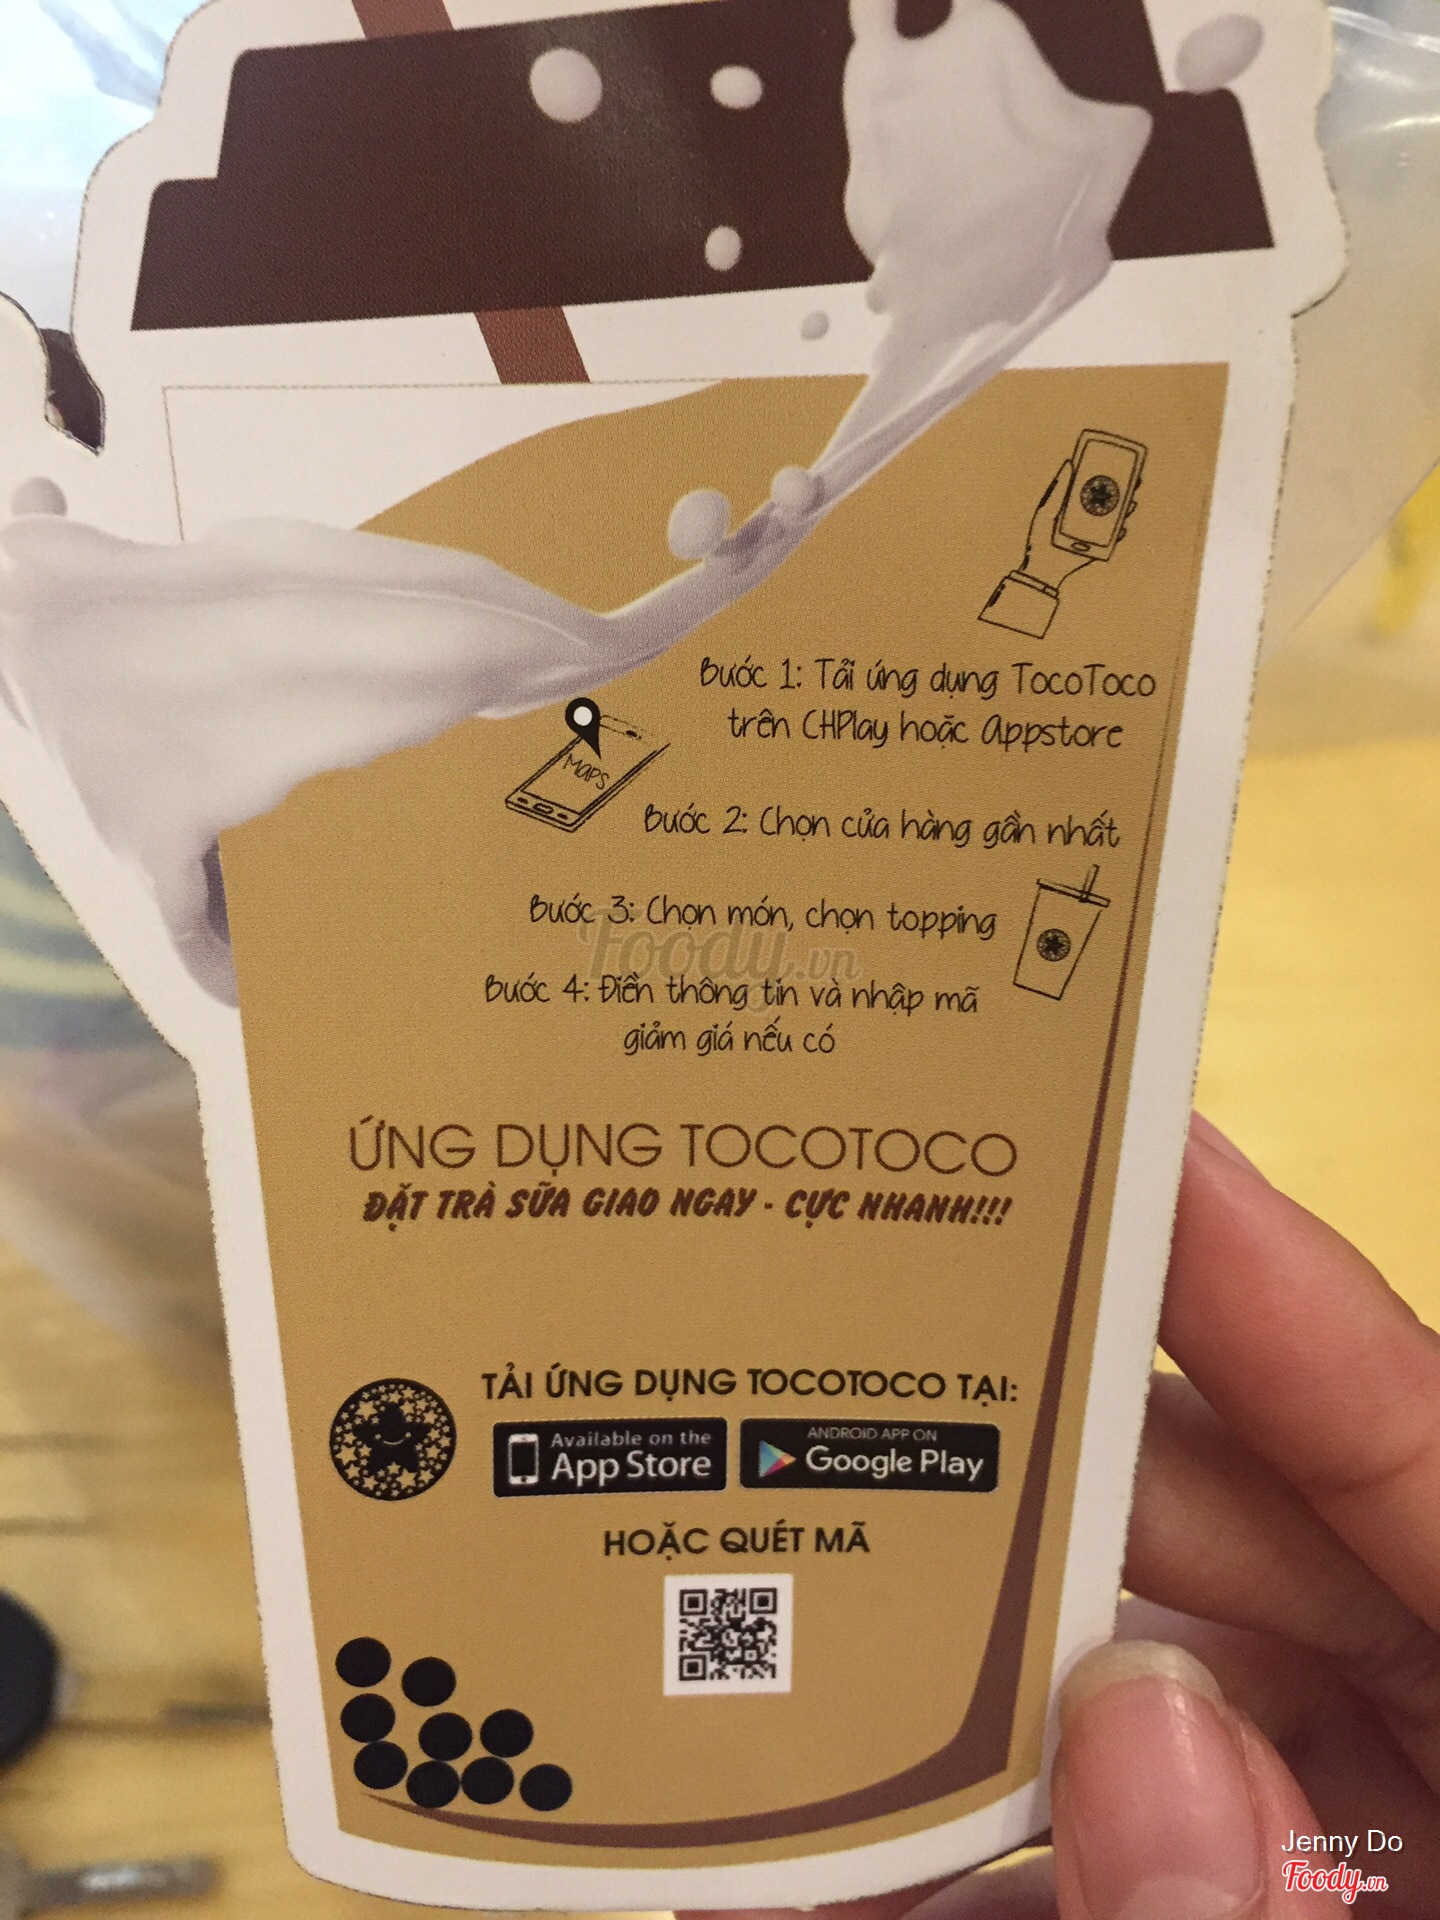 Bước 1: Tải ứng dụng TocoToco
trên CHPlay hoặc Appstore
MAPS
Bước 2: Chọn cửa hàng gần nhất
Bước 3: Chọn món, chọn topping
Foody.vn
Bước 4: Điền thông tin và nhập mã
giảm giá nếu có
ỨNG DỤNG TOCOTOCO
ĐẶT TRÀ SỮA GIAO NGAY - CỰC NHANH!!!
TẢI ỨNG DỤNG TOCOTOCO TẠI:
Available on the
App Store
ANDROID APP ON
Google Play
HOẶC QUÉT MÃ
Jenny Do
Foody.vn